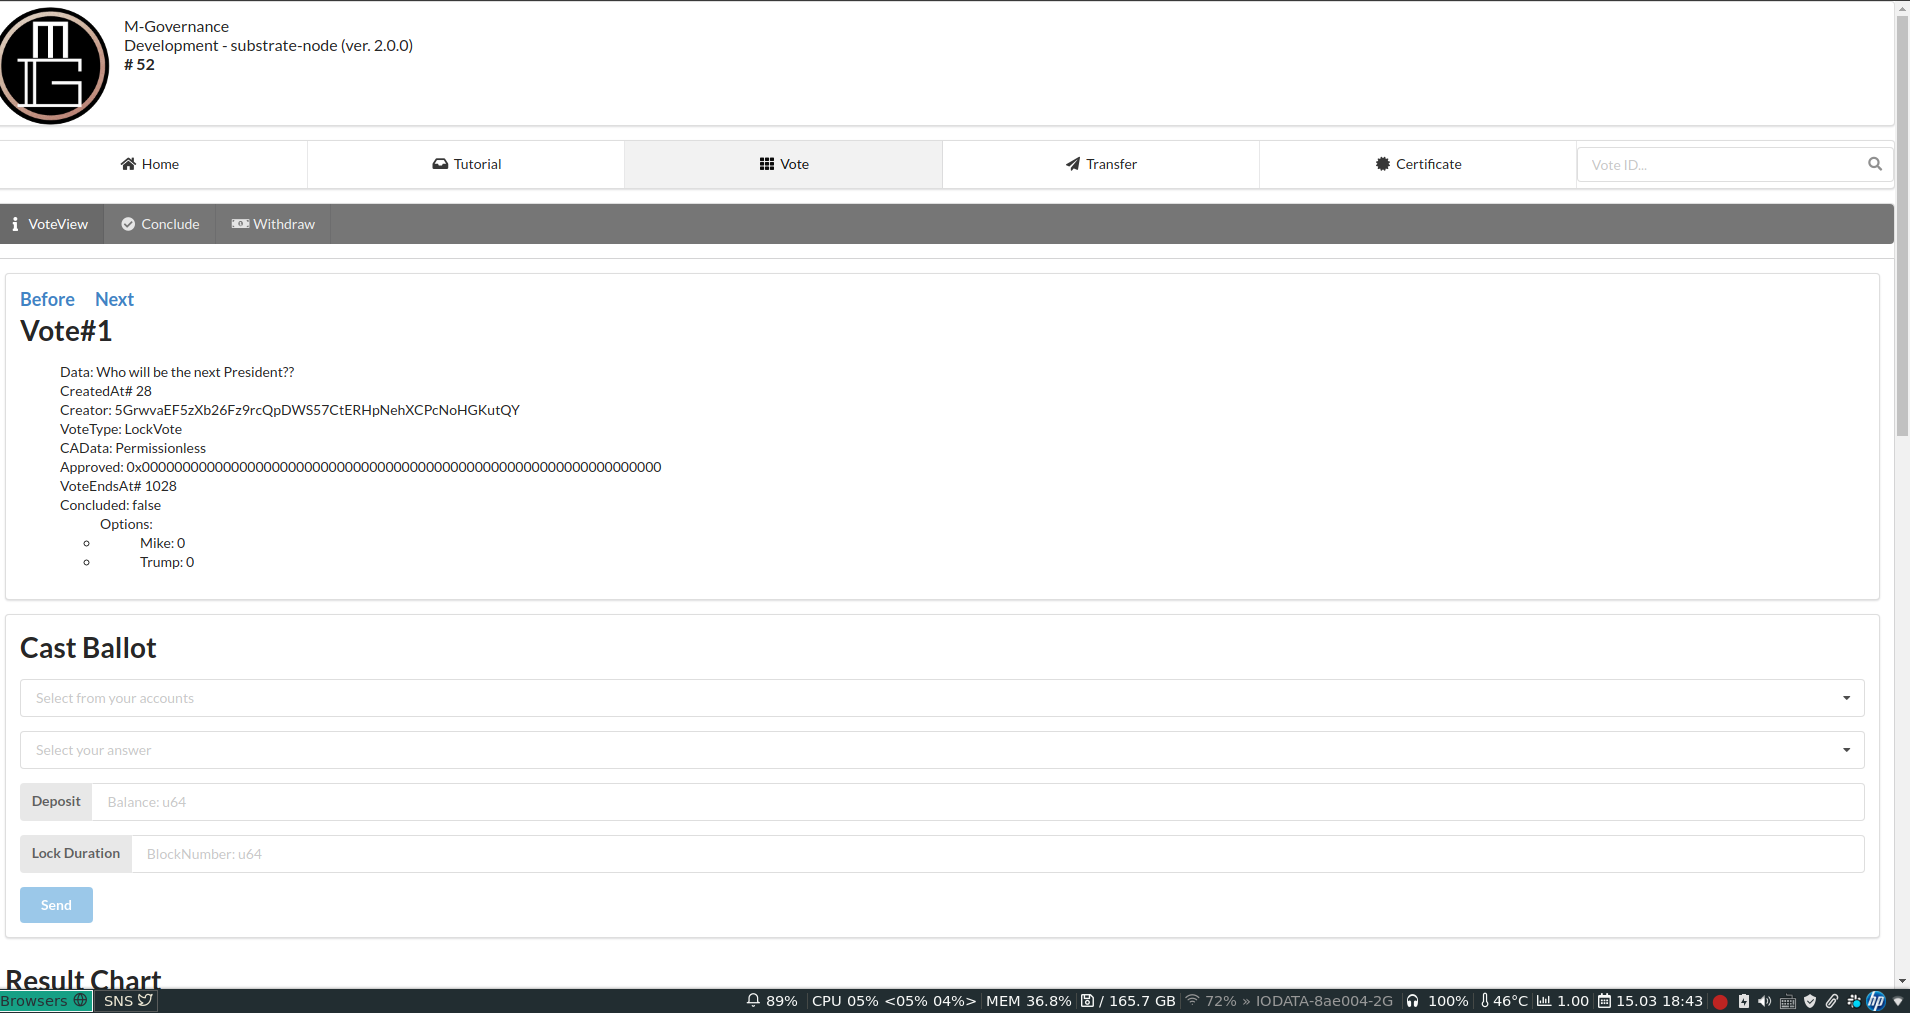 M-Governance
Development - substrate-node (ver. 2.0.0)
# 52
MG
Home
Tutorial
Vote
Transfer
Certificate
Vote ID...
VoteView
Conclude
Withdraw
Before Next
Vote#1
Data: Who will be the next President??
CreatedAt# 28
Creator: 5GrwvaEF5zXb26Fz9rcQpDWS57CtERHpNehXCPcNoHGKutQY
VoteType: LockVote
CAData: Permissionless
Approved: 0x0000000000000000000000000000000000000000000000000000000000000000
VoteEndsAt# 1028
Concluded: false
Options:
Mike: 0
Trump: 0
Cast Ballot
Select from your accounts
Select your answer
Deposit Balance: u64
Lock Duration BlockNumber: u64
Send
Result Chart
Browsers SNS 89% CPU 05% <05% 04%> MEM 36.8% / 165.7 GB 72% » IODATA-8ae004-2G 100% 46°C 1.00 15.03 18:43 hp